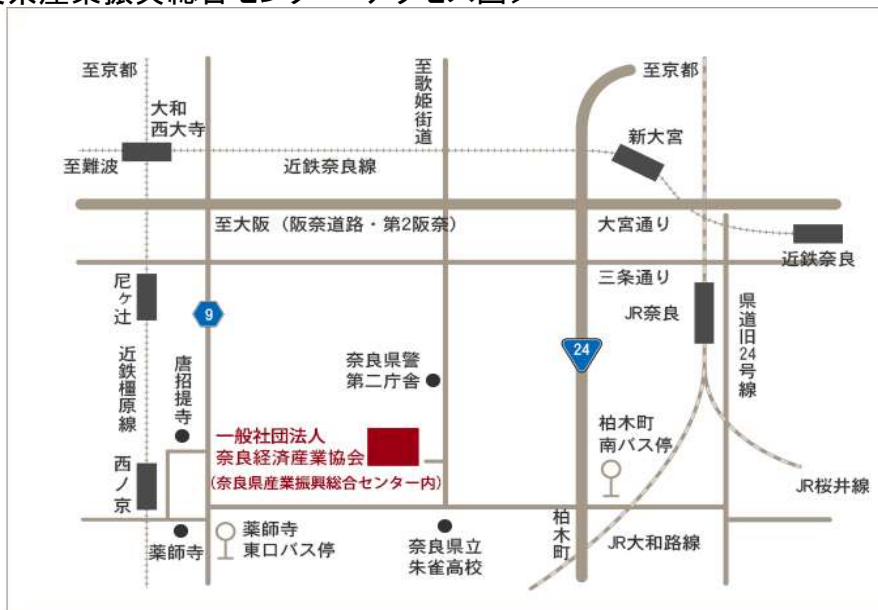 至京都
大和
西大寺
至難波
近鉄奈良線
至歌姫街道
至京都
新大宮
至大阪（阪奈道路・第2阪奈）
大宮通り
近鉄奈良
三条通り
尼ヶ辻
9
JR奈良
県道旧24号線
24
近鉄橿原線
唐招提寺
奈良県警
第二庁舎
一般社団法人
奈良経済産業協会
（奈良県産業振興総合センター内）
柏木町
南バス停
西ノ京
JR桜井線
薬師寺
薬師寺
東口バス停
奈良県立
朱雀高校
柏木町
JR大和路線